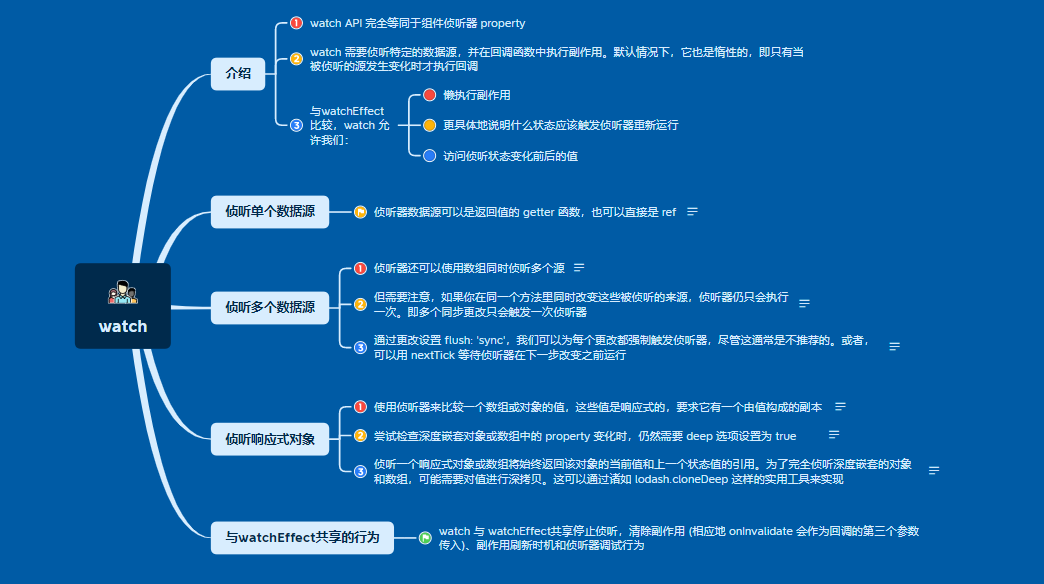 watch
介绍
1 watch API 完全等同于组件侦听器 property
2 watch 需要侦听特定的数据源，并在回调函数中执行副作用。默认情况下，它也是惰性的，即只有当
被侦听的源发生变化时才执行回调
3 与watchEffect
比较，watch 允
许我们：
懒执行副作用
更具体地说明什么状态应该触发侦听器重新运行
访问侦听状态变化前后的值
侦听单个数据源
侦听器数据源可以是返回值的 getter 函数，也可以直接是 ref
侦听多个数据源
1 侦听器还可以使用数组同时侦听多个源
2 但需要注意，如果你在同一个方法里同时改变这些被侦听的来源，侦听器仍只会执行
一次。即多个同步更改只会触发一次侦听器
3 通过更改设置 flush: 'sync'，我们可以为每个更改都强制触发侦听器，尽管这通常是不推荐的。或者，
可以用 nextTick 等待侦听器在下一步改变之前运行
侦听响应式对象
1 使用侦听器来比较一个数组或对象的值，这些值是响应式的，要求它有一个由值构成的副本
2 尝试检查深度嵌套对象或数组中的 property 变化时，仍然需要 deep 选项设置为 true
3 侦听一个响应式对象或数组将始终返回该对象的当前值和上一个状态值的引用。为了完全侦听深度嵌套的对象
和数组，可能需要对值进行深拷贝。这可以通过诸如 lodash.cloneDeep 这样的实用工具来实现
与watchEffect共享的行为
watch 与 watchEffect共享停止侦听，清除副作用 (相应地 onInvalidate 会作为回调的第三个参数
传入)、副作用刷新时机和侦听器调试行为